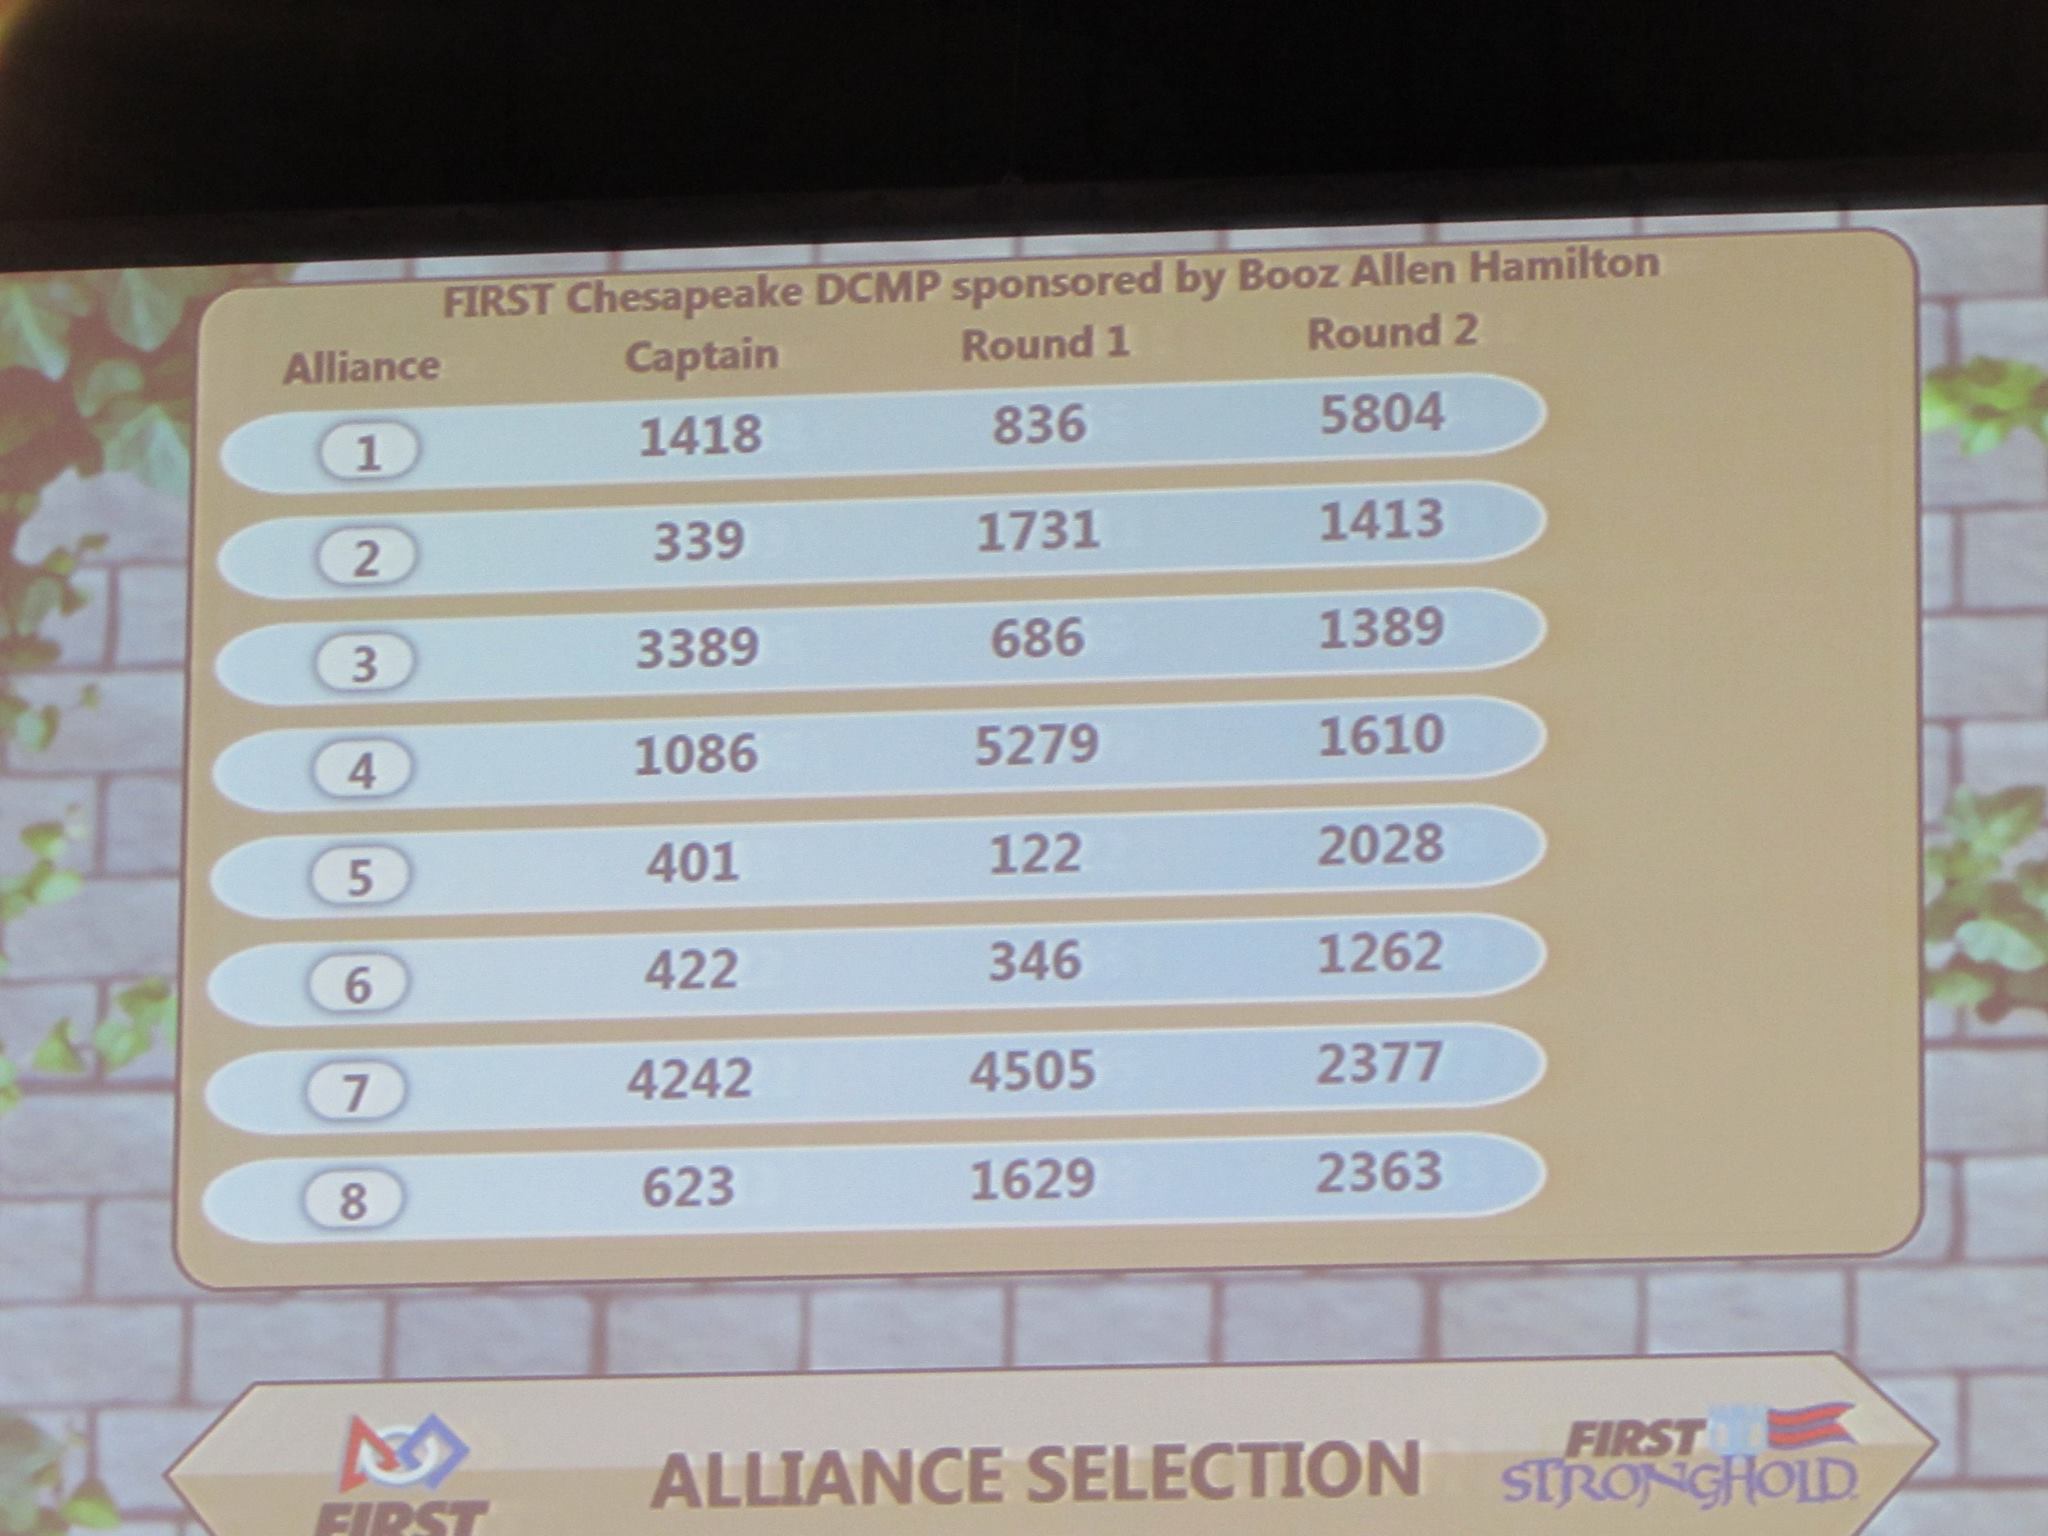 FIRST Chesapeake DCMP sponsored by Booz Allen Hamilton
Alliance Captain Round 1 Round 2
1 1418 836 5804
2 339 1731 1413
3 3389 686 1389
4 1086 5279 1610
5 401 122 2028
6 422 346 1262
7 4242 4505 2377
8 623 1629 2363
FIRST ALLIANCE SELECTION FIRST
STRONGHOLD